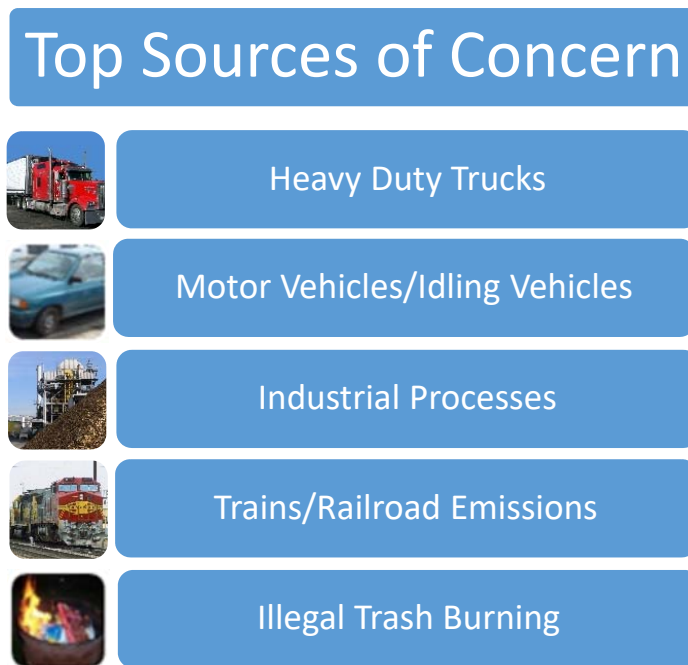 Top Sources of Concern
Heavy Duty Trucks
Motor Vehicles/Idling Vehicles
Industrial Processes
Trains/Railroad Emissions
Illegal Trash Burning